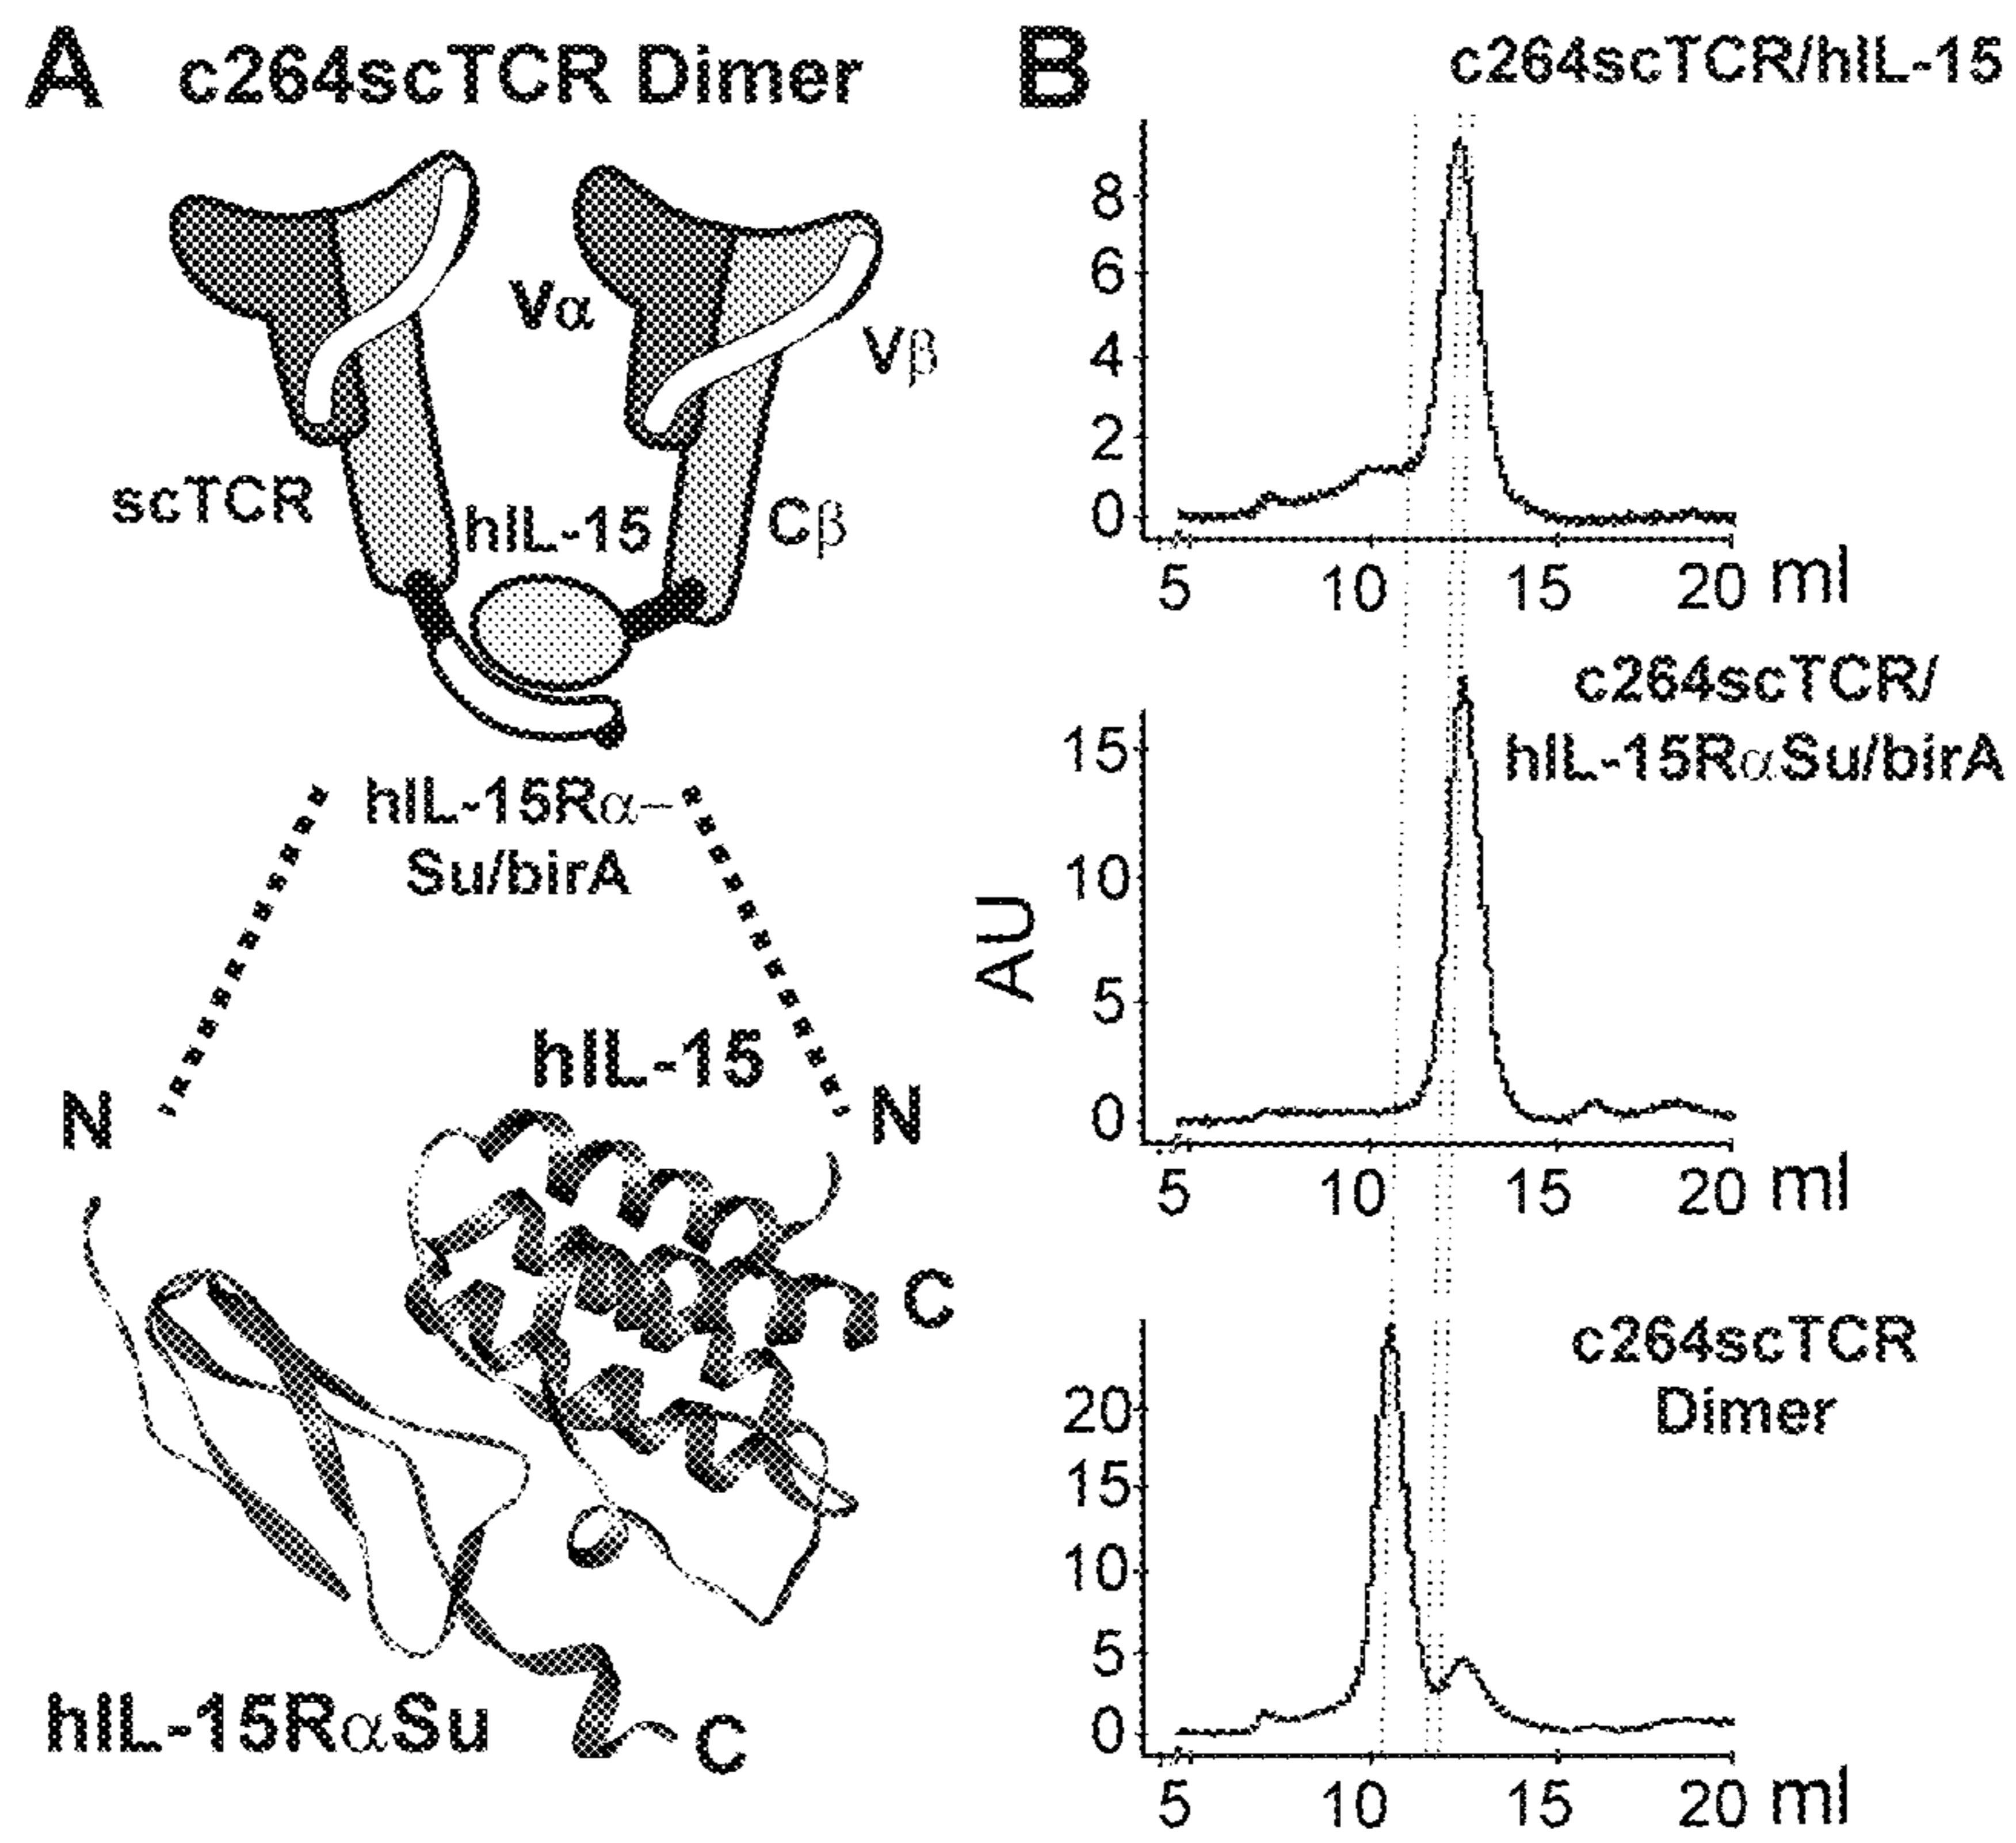 A c264scTCR Dimer
Vα
Vβ
scTCR
hIL-15
Cβ
hIL-15Rα–
Su/birA
hIL-15
N
N
C
hIL-15RαSu
C
B
c264scTCR/hIL-15
8
6
4
2
0
5 10 15 20 ml
c264scTCR/
hIL-15RαSu/birA
15
10
5
0
AU
5 10 15 20 ml
c264scTCR
Dimer
20
15
10
5
0
5 10 15 20 ml